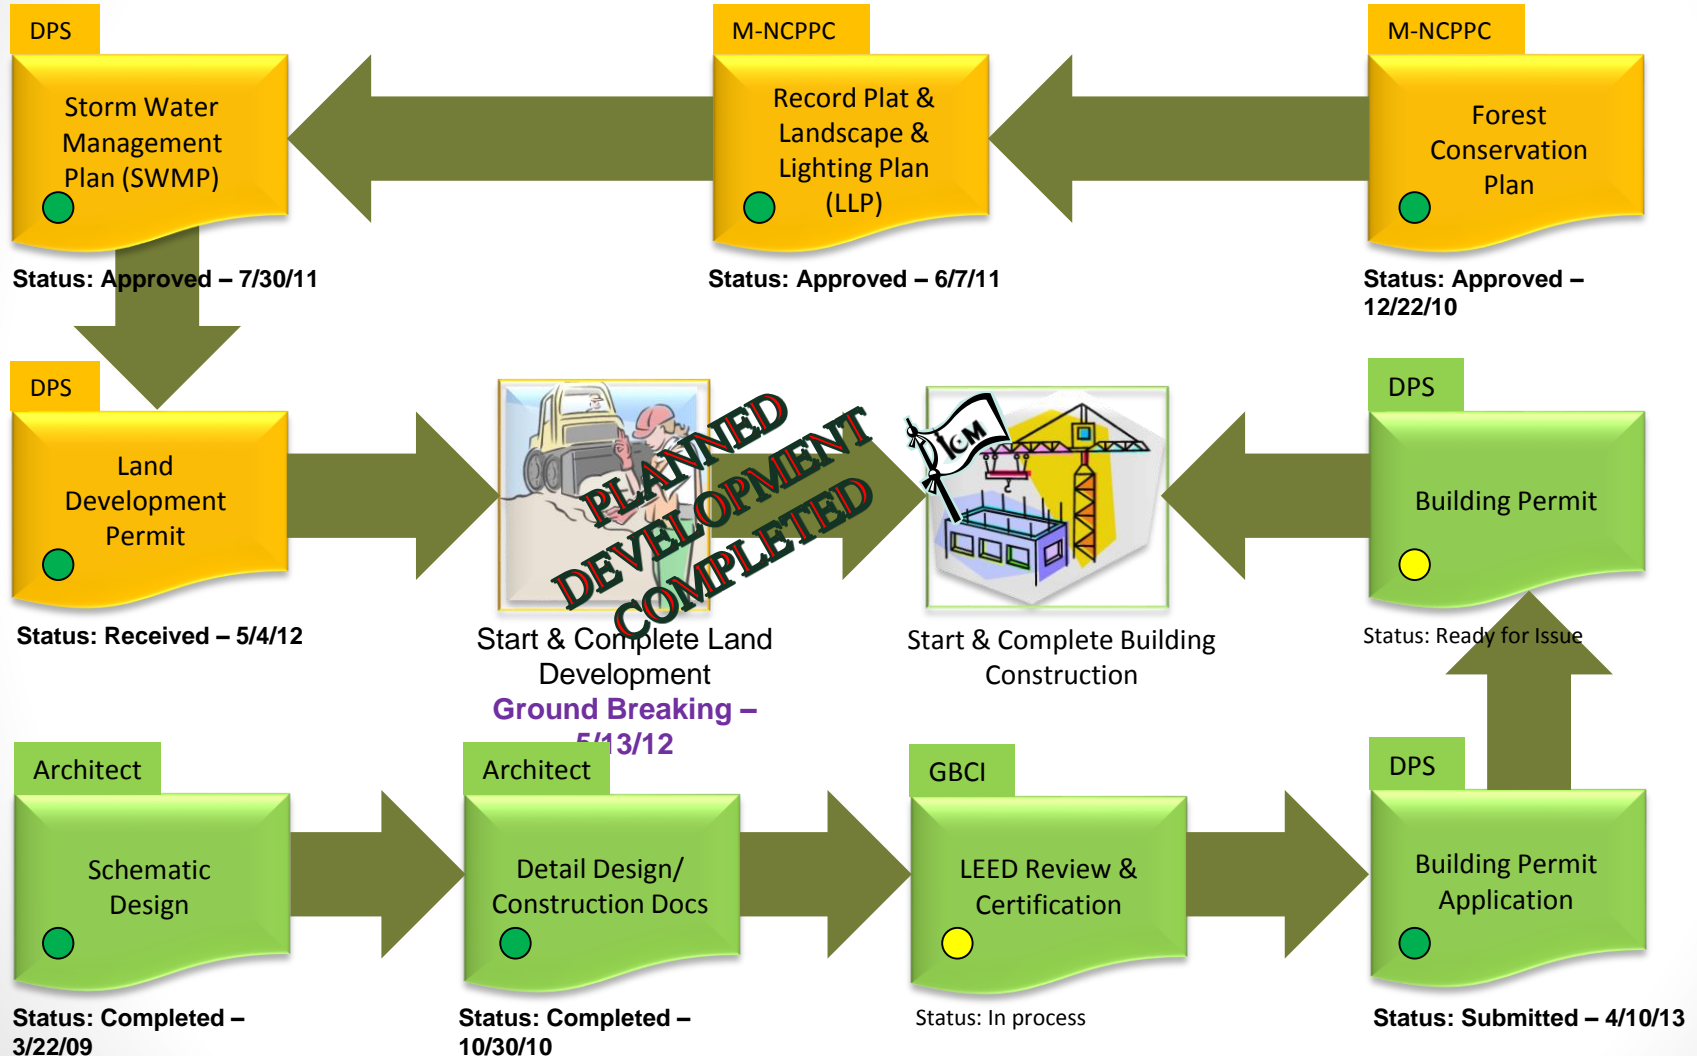 DPS
M-NCPPC
M-NCPPC
Storm Water
Management
Plan (SWMP)
Record Plat &
Landscape &
Lighting Plan
(LLP)
Forest
Conservation
Plan
Status: Approved – 7/30/11
Status: Approved – 6/7/11
Status: Approved –
12/22/10
DPS
DPS
Land
Development
Permit
PLANNED
DEVELOPMENT
COMPLETED
ICM
Building Permit
Status: Received – 5/4/12
Start & Complete Land
Development
Ground Breaking –
5/13/12
Start & Complete Building
Construction
Status: Ready for Issue
Architect
Architect
GBCI
DPS
Schematic
Design
Detail Design/
Construction Docs
LEED Review &
Certification
Building Permit
Application
Status: Completed –
3/22/09
Status: Completed –
10/30/10
Status: In process
Status: Submitted – 4/10/13